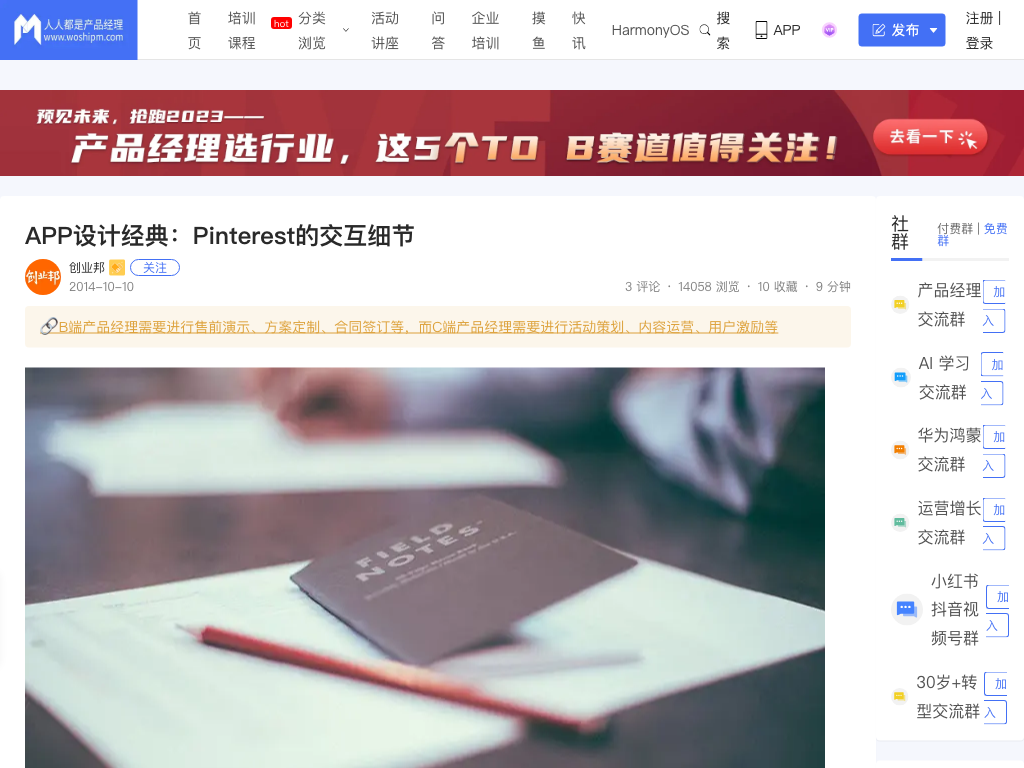 人人都是产品经理
www.woshipm.com
首页
培训课程
hot
分类浏览
活动讲座
问答
企业培训
摸鱼
快讯
HarmonyOS
搜索
APP
发布
注册 |
登录
预见未来，抢跑2023——
产品经理选行业，这5个TO B赛道值得关注！
去看一下
APP设计经典：Pinterest的交互细节
创业邦
创业邦
关注
2014-10-10
3 评论 · 14058 浏览 · 10 收藏 · 9 分钟
B端产品经理需要进行售前演示、方案定制、合同签订等，而C端产品经理需要进行活动策划、内容运营、用户激励等
FIELD
NOTES
社群
付费群 | 免费群
产品经理交流群
加入
AI 学习交流群
加入
华为鸿蒙交流群
加入
运营增长交流群
加入
小红书抖音视频号群
加入
30岁+转型交流群
加入